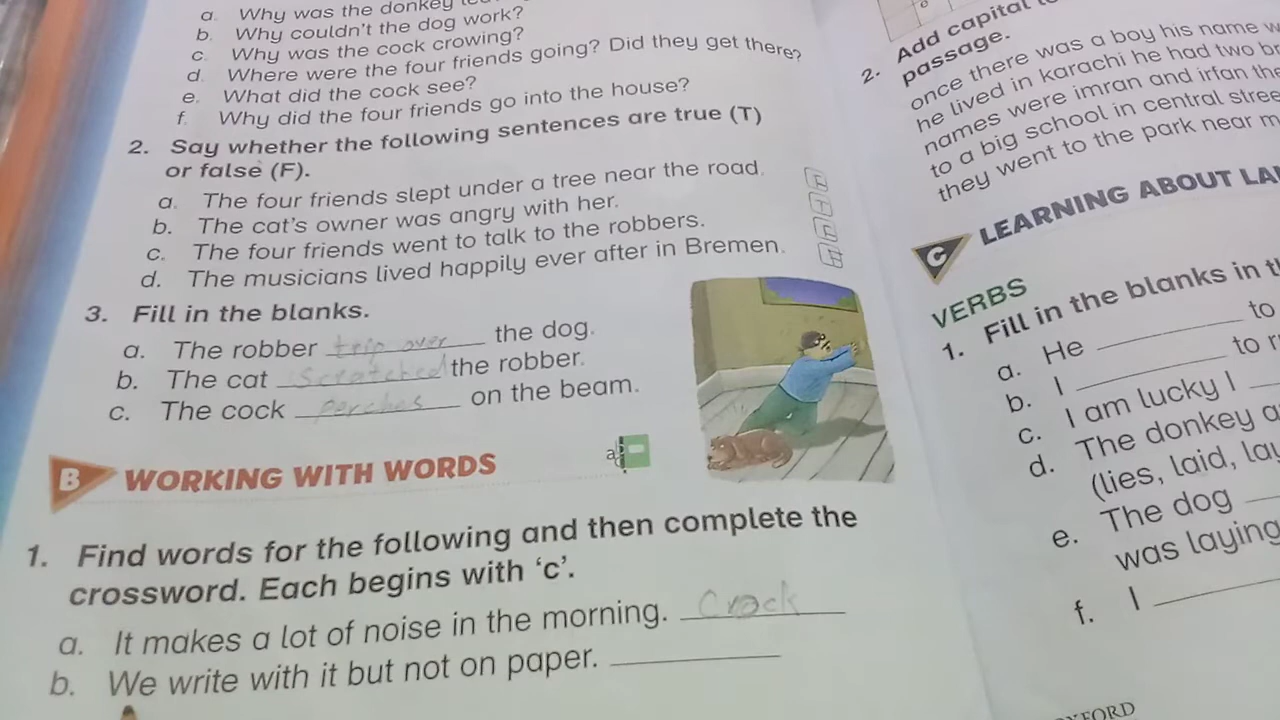 a. Why was the donkey
b. Why couldn't the dog work?
c. Why was the cock crowing?
d. Where were the four friends going? Did they get there?
e. What did the cock see?
f. Why did the four friends go into the house?
2. Say whether the following sentences are true (T)
or false (F).
a. The four friends slept under a tree near the road.
b. The cat's owner was angry with her.
c. The four friends went to talk to the robbers.
d. The musicians lived happily ever after in Bremen.
3. Fill in the blanks.
a. The robber trip over the dog.
b. The cat Scratched the robber.
c. The cock perches on the beam.
B WORKING WITH WORDS
1. Find words for the following and then complete the
crossword. Each begins with 'c'.
a. It makes a lot of noise in the morning. Crock
b. We write with it but not on paper.
2. Add capital
passage.
once there was a boy his name
he lived in karachi he had two
names were imran and irfan
to a big school in central
they went to the park near
C LEARNING ABOUT
VERBS
1. Fill in the blanks in
a. He to
b. I to
c. I am lucky I
d. The donkey
(lies, laid,
e. The dog
was laying
f. I